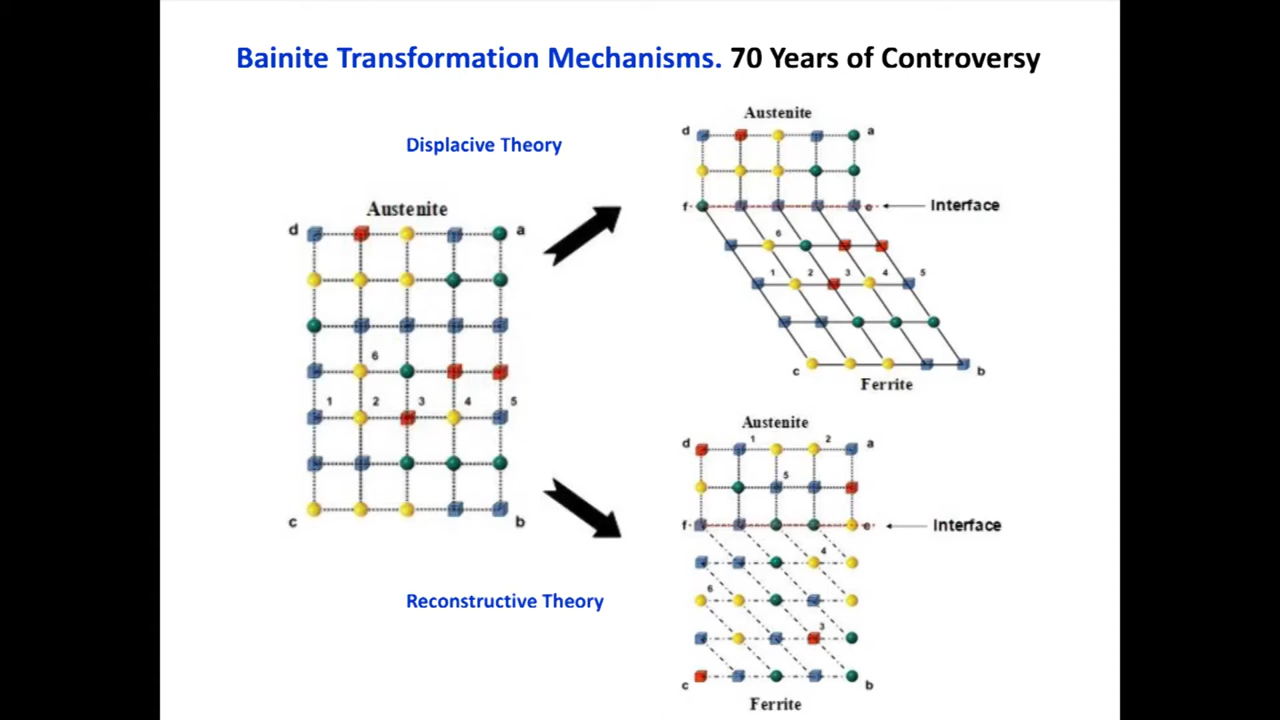 Bainite Transformation Mechanisms. 70 Years of Controversy
Displacive Theory
Austenite
d a
6
1 2 3 4 5
c b
Austenite
d a
f e Interface
6
1 2 3 4 5
c b
Ferrite
Reconstructive Theory
Austenite
d 1 2 a
5
f e Interface
4
6
3
c b
Ferrite